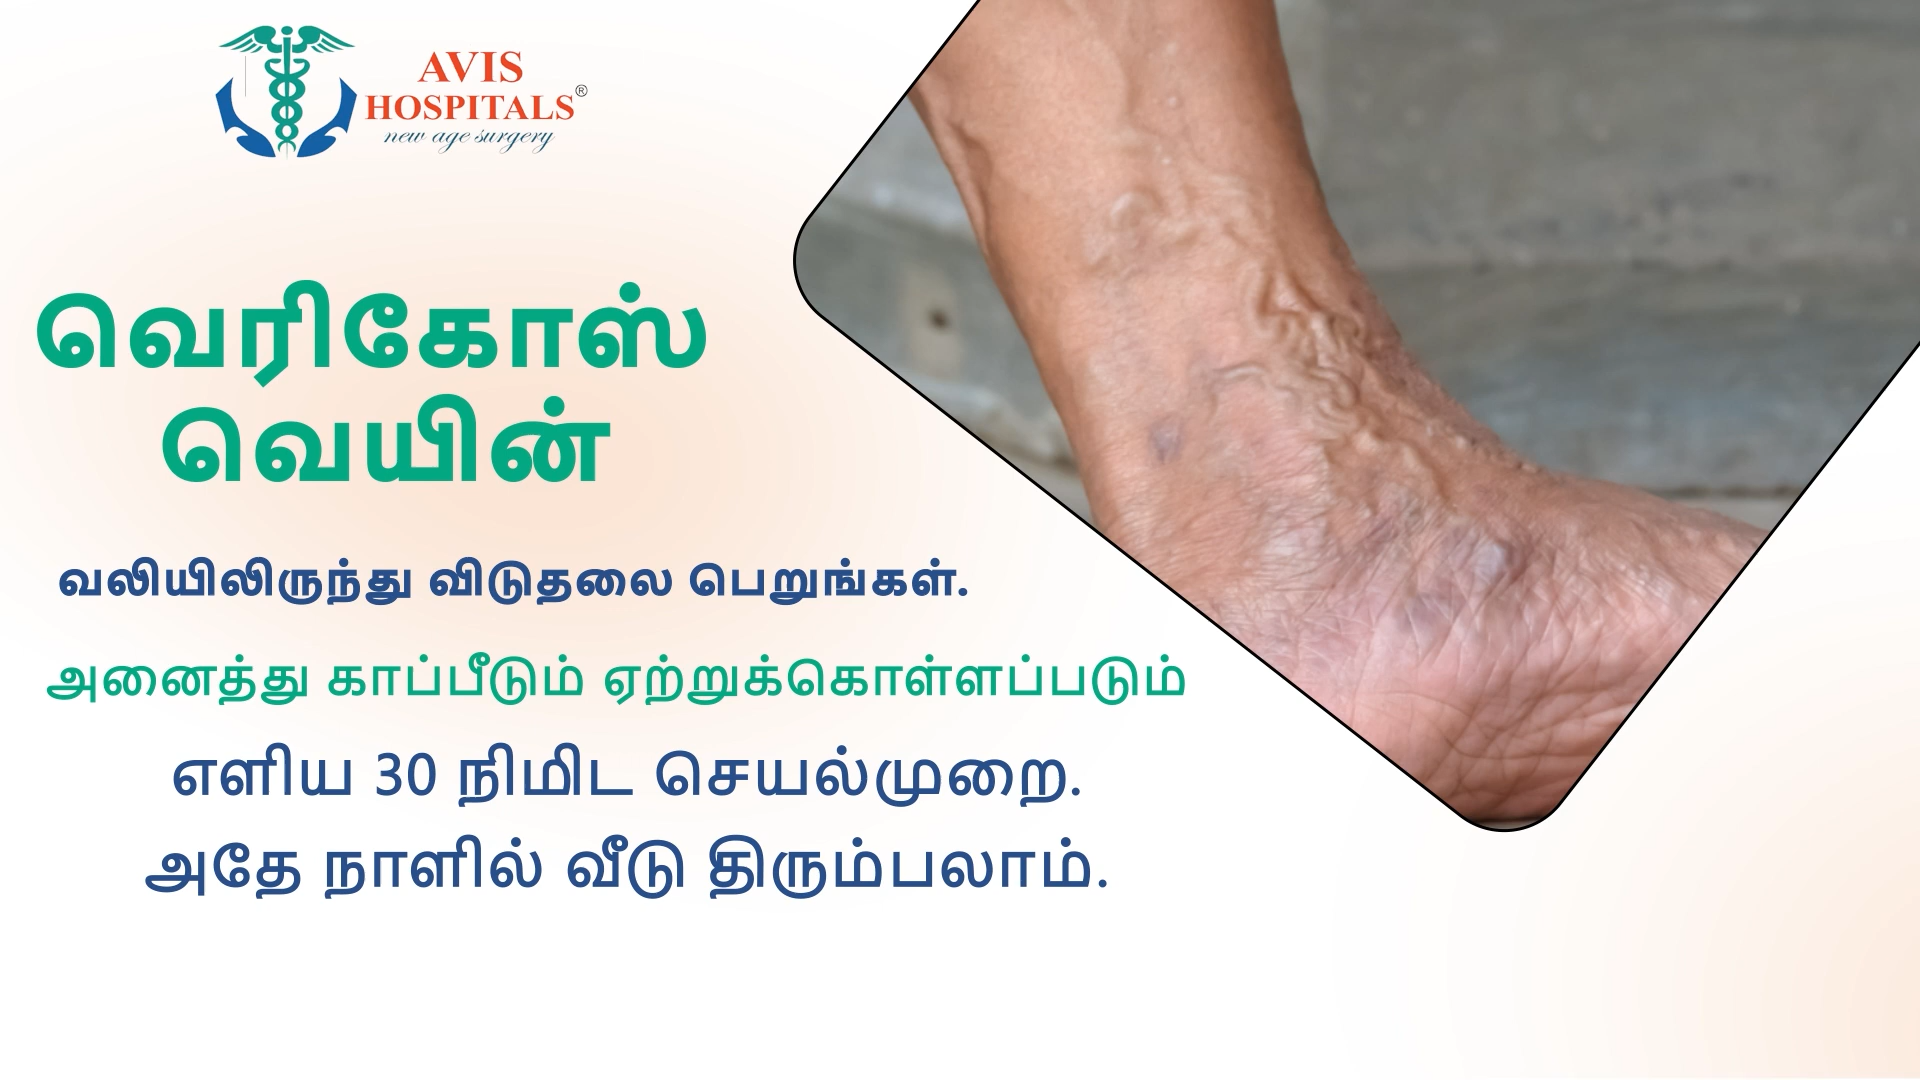 AVIS
HOSPITALS®
new age surgery
வெரிகோஸ்
வெயின்
வலியிலிருந்து விடுதலை பெறுங்கள்.
அனைத்து காப்பீடும் ஏற்றுக்கொள்ளப்படும்
எளிய 30 நிமிட செயல்முறை.
அதே நாளில் வீடு திரும்பலாம்.